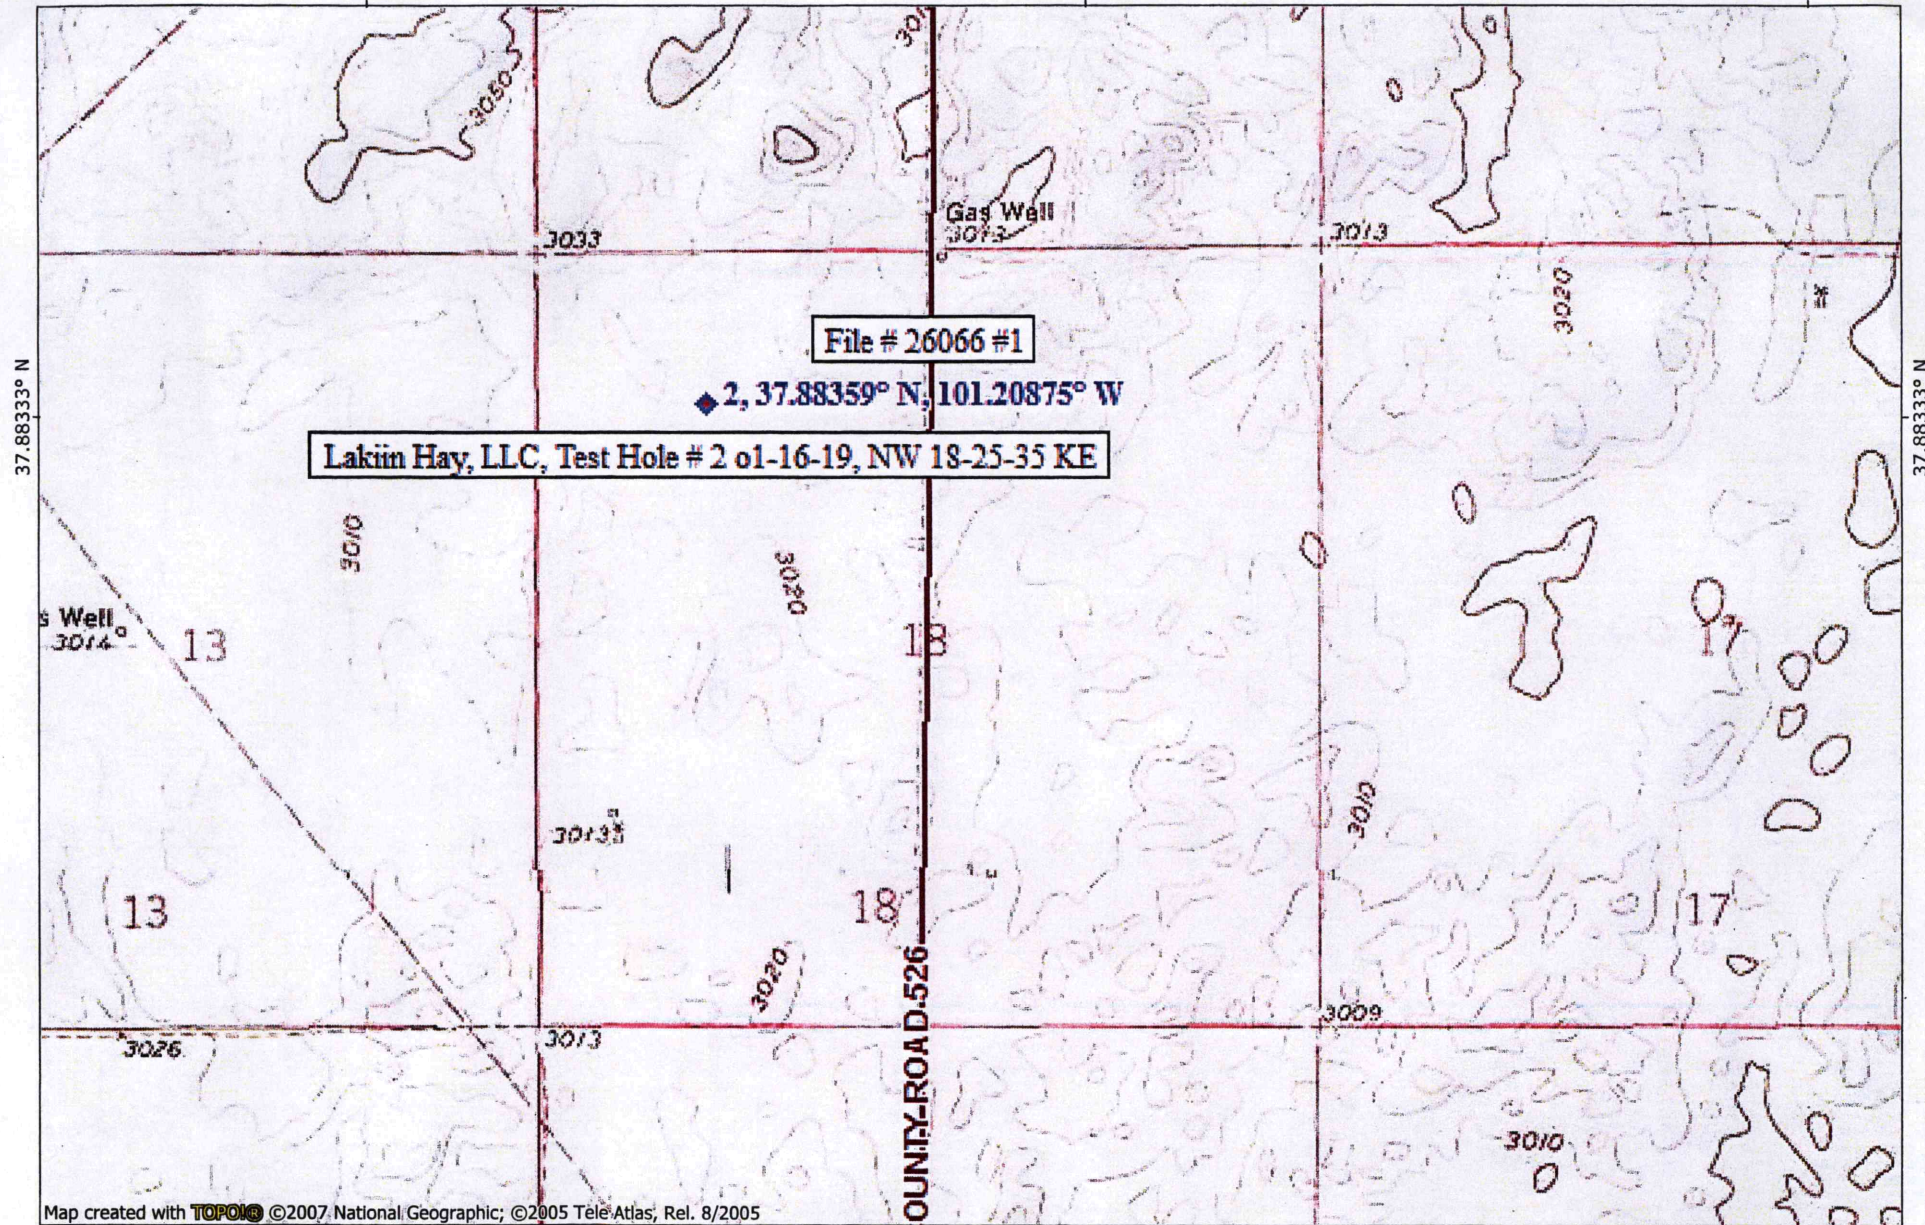 3050
Gas Well
3033
3013
3020
File # 26066 #1
2, 37.88359° N, 101.20875° W
Lakiin Hay, LLC, Test Hole # 2 o1-16-19, NW 18-25-35 KE
37.88333° N
37.88333° N
3010
3020
s Well
3014
13
18
17
3013
3010
13
18
17
3020
3026
3013
3009
OUNTY ROAD 526
3010
Map created with TOPO!® ©2007 National Geographic; ©2005 Tele Atlas, Rel. 8/2005